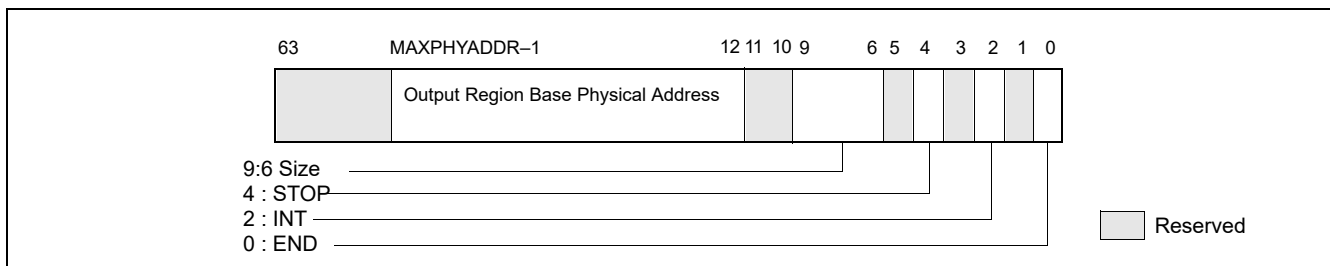 63 MAXPHYADDR–1 12 11 10 9 6 5 4 3 2 1 0
Output Region Base Physical Address
9:6 Size
4 : STOP
2 : INT
0 : END
Reserved